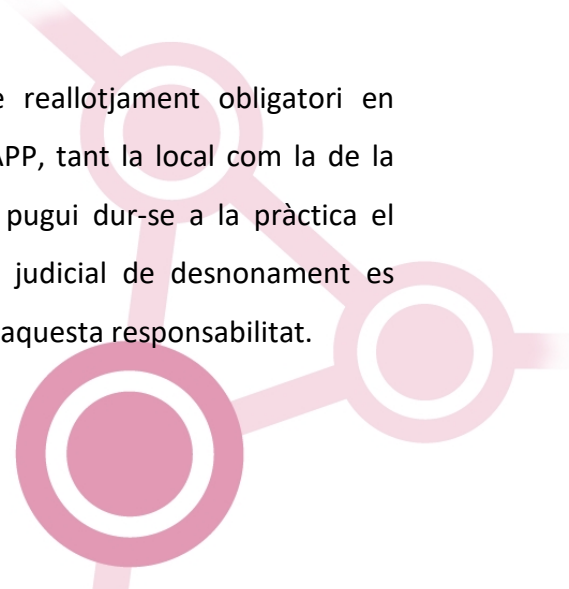 reallotjament obligatori en
APP, tant la local com la de la
pugui dur-se a la pràctica el
judicial de desnonament es
aquesta responsabilitat.